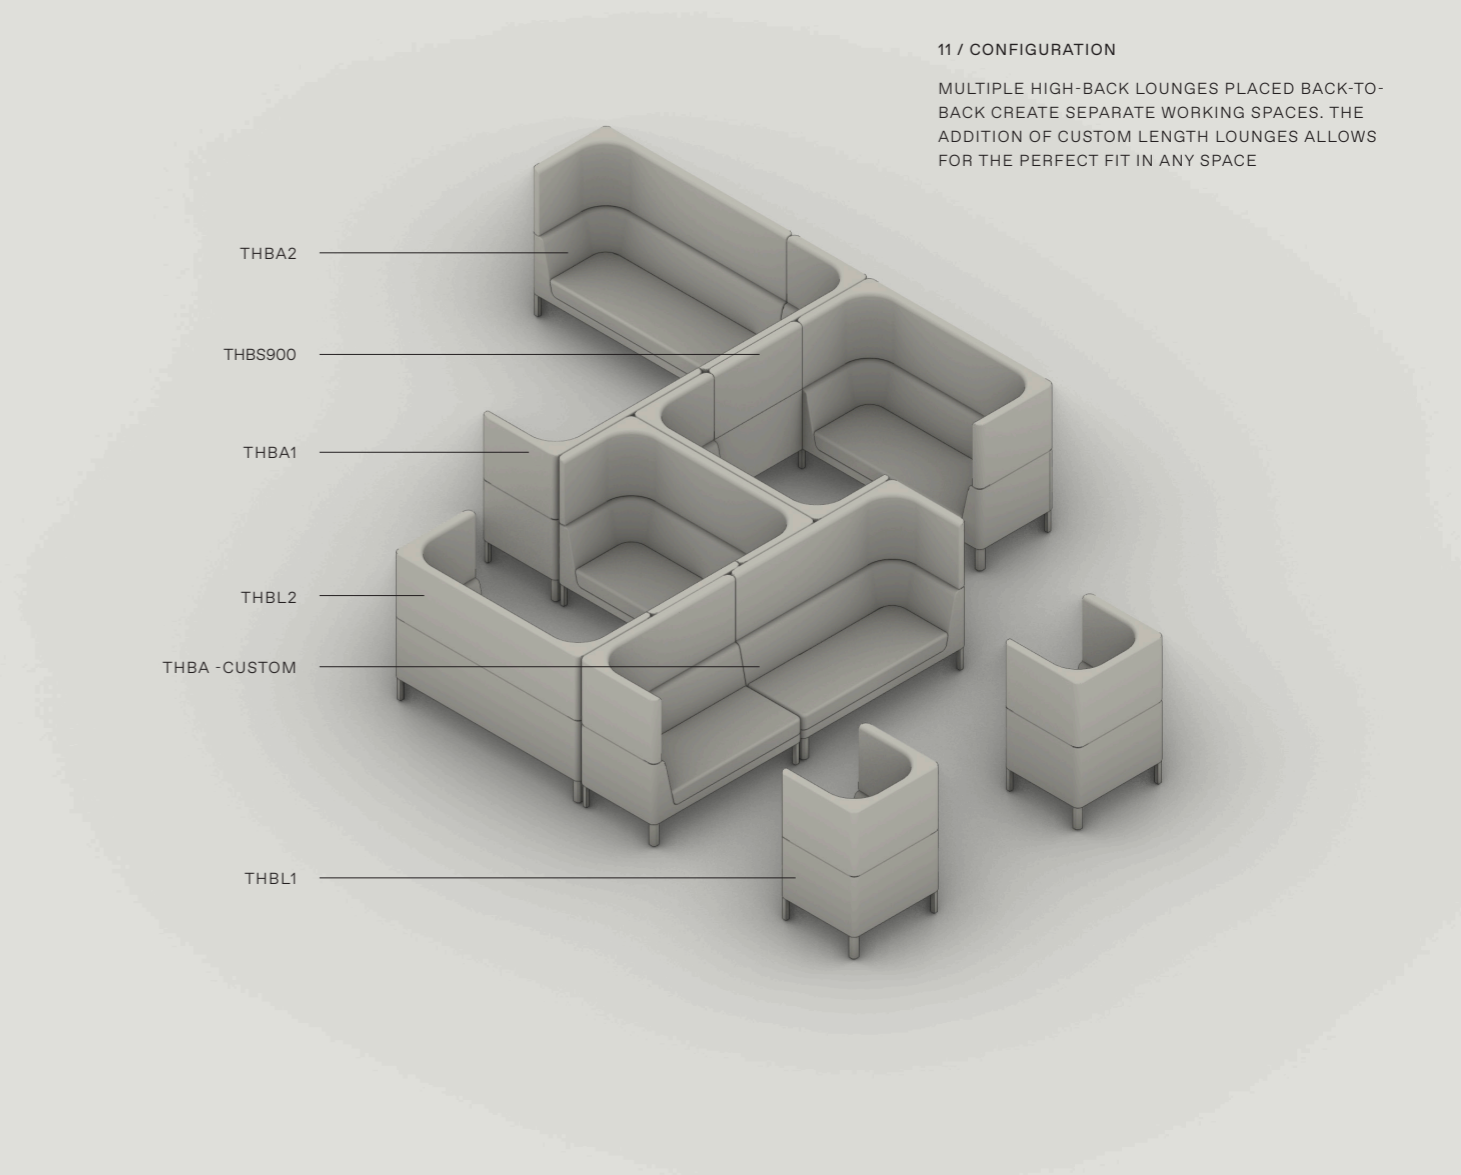 11 / CONFIGURATION
MULTIPLE HIGH-BACK LOUNGES PLACED BACK-TO-
BACK CREATE SEPARATE WORKING SPACES. THE
ADDITION OF CUSTOM LENGTH LOUNGES ALLOWS
FOR THE PERFECT FIT IN ANY SPACE
THBA2
THBS900
THBA1
THBL2
THBA -CUSTOM
THBL1